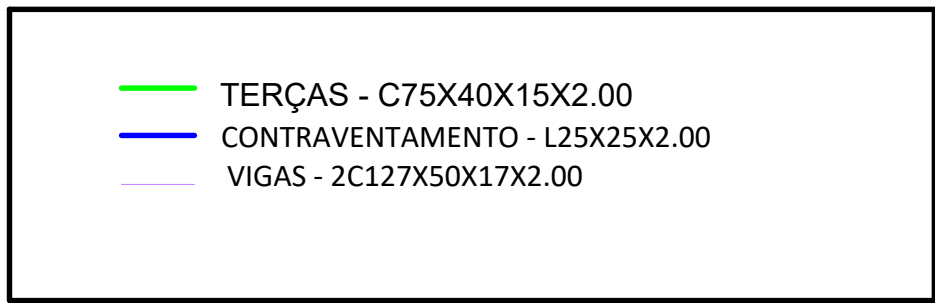 TERÇAS - C75X40X15X2.00
CONTRAVENTAMENTO - L25X25X2.00
VIGAS - 2C127X50X17X2.00